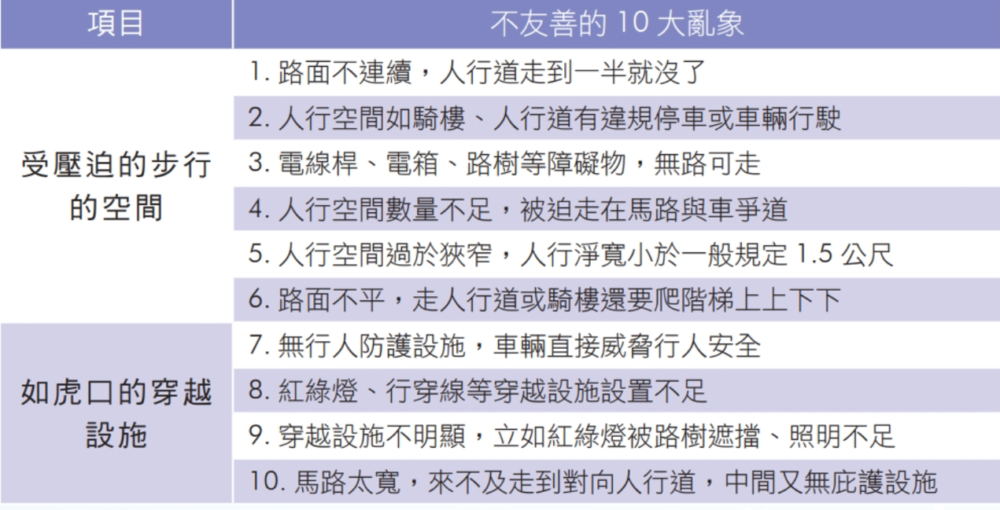 項目
不友善的 10 大亂象
受壓迫的步行
的空間
1. 路面不連續，人行道走到一半就沒了
2. 人行空間如騎樓、人行道有違規停車或車輛行駛
3. 電線桿、電箱、路樹等障礙物，無路可走
4. 人行空間數量不足，被迫走在馬路與車爭道
5. 人行空間過於狹窄，人行淨寬小於一般規定 1.5 公尺
6. 路面不平，走人行道或騎樓還要爬階梯上上下下
如虎口的穿越
設施
7. 無行人防護設施，車輛直接威脅行人安全
8. 紅綠燈、行穿線等穿越設施設置不足
9. 穿越設施不明顯，立如紅綠燈被路樹遮擋、照明不足
10. 馬路太寬，來不及走到對向人行道，中間又無庇護設施